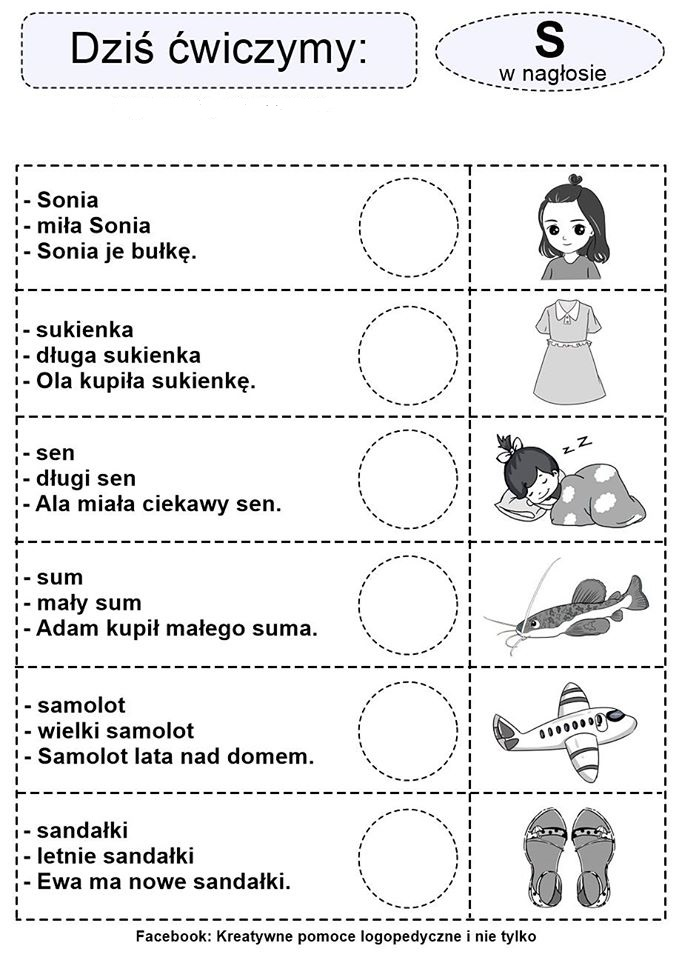 Dziś ćwiczymy:
S
w nagłosie
- Sonia
- miła Sonia
- Sonia je bułkę.
- sukienka
- długa sukienka
- Ola kupiła sukienkę.
- sen
- długi sen
- Ala miała ciekawy sen.
z Z Z
- sum
- mały sum
- Adam kupił małego suma.
- samolot
- wielki samolot
- Samolot lata nad domem.
- sandałki
- letnie sandałki
- Ewa ma nowe sandałki.
Facebook: Kreatywne pomoce logopedyczne i nie tylko